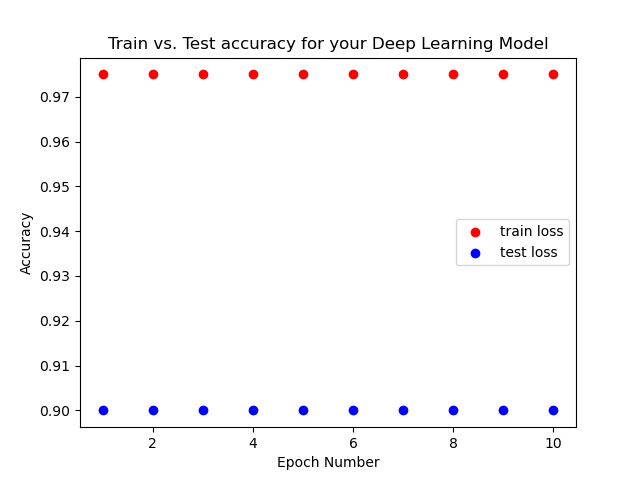 Train vs. Test accuracy for your Deep Learning Model
0.97
0.96
0.95
0.94
0.93
0.92
0.91
0.90
Accuracy
train loss
test loss
2 4 6 8 10
Epoch Number